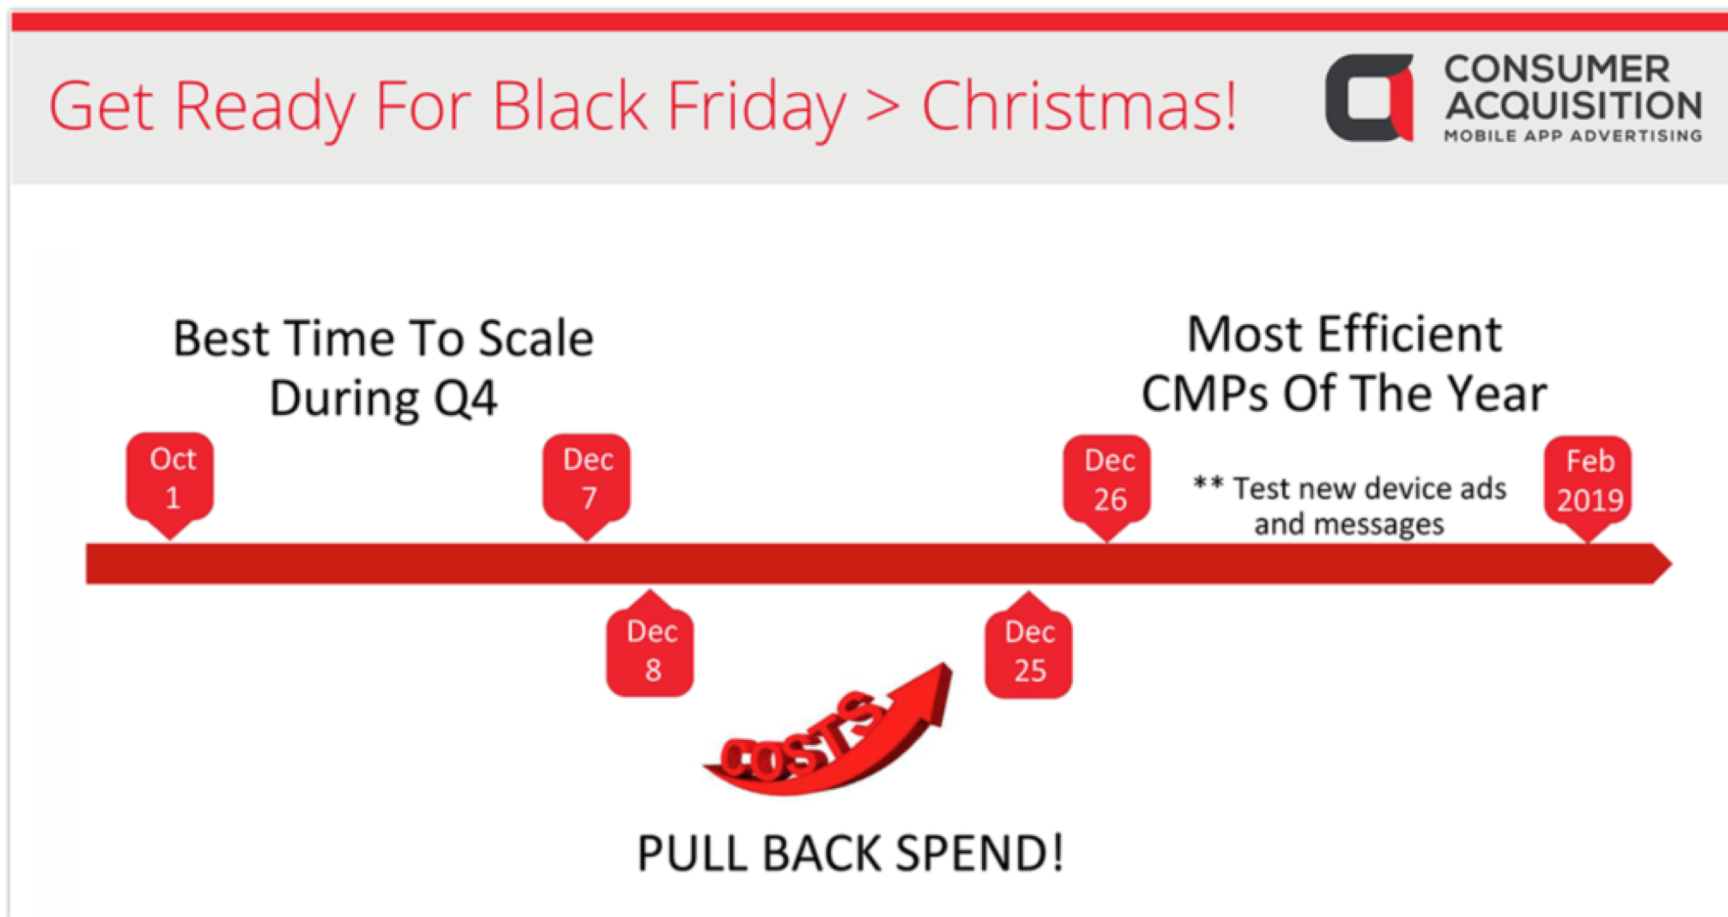 Get Ready For Black Friday > Christmas!
CONSUMER
ACQUISITION
MOBILE APP ADVERTISING
Best Time To Scale
During Q4
Most Efficient
CMPs Of The Year
Oct
1
Dec
7
Dec
26
** Test new device ads
and messages
Feb
2019
Dec
8
Dec
25
COSTS
PULL BACK SPEND!